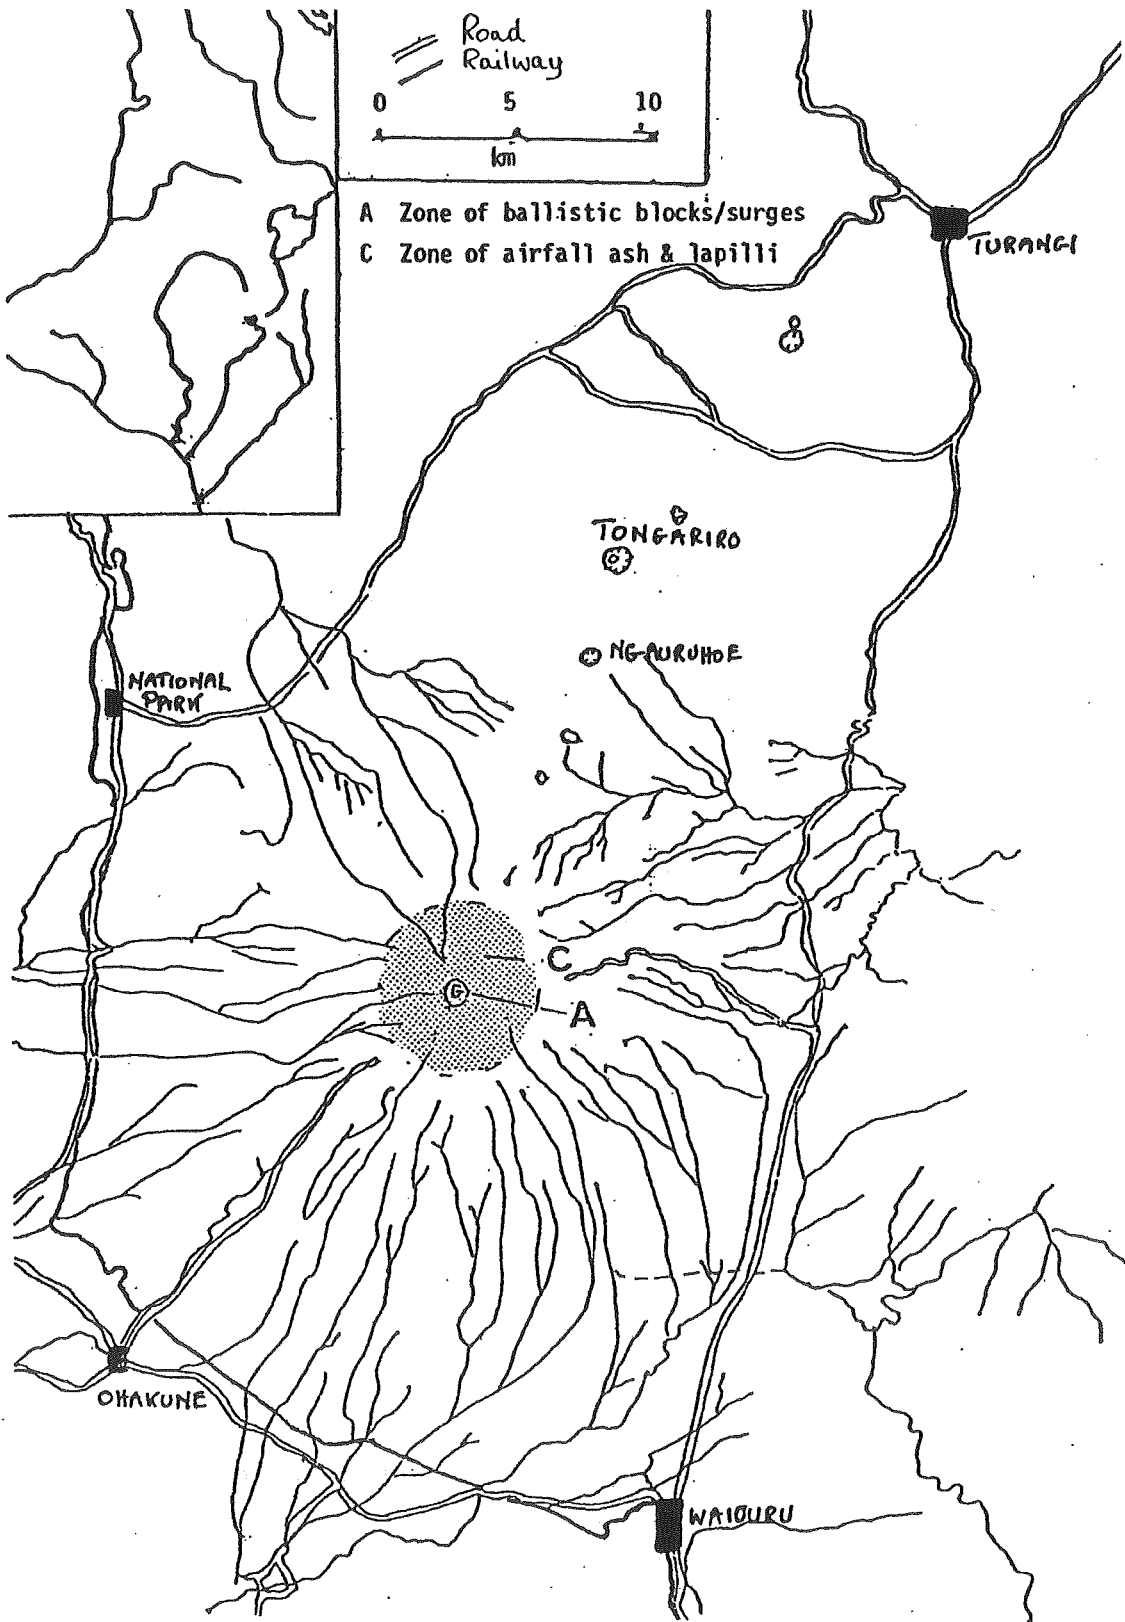 Road
Railway
0 5 10
km
A Zone of ballistic blocks/surges
C Zone of airfall ash & lapilli
TURANGI
TONGARIRO
NGAURUHOE
NATIONAL
PARK
C
G
A
OHAKUNE
WAIOURU